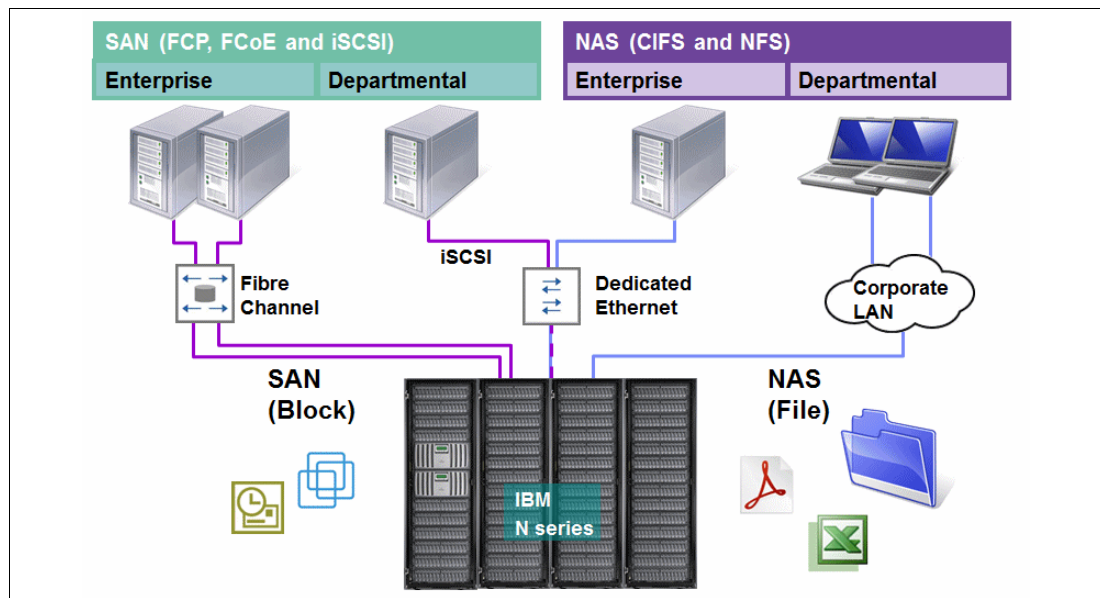 SAN (FCP, FCoE and iSCSI)
Enterprise
Departmental
NAS (CIFS and NFS)
Enterprise
Departmental
iSCSI
Fibre
Channel
Dedicated
Ethernet
Corporate
LAN
SAN
(Block)
NAS
(File)
IBM
N series